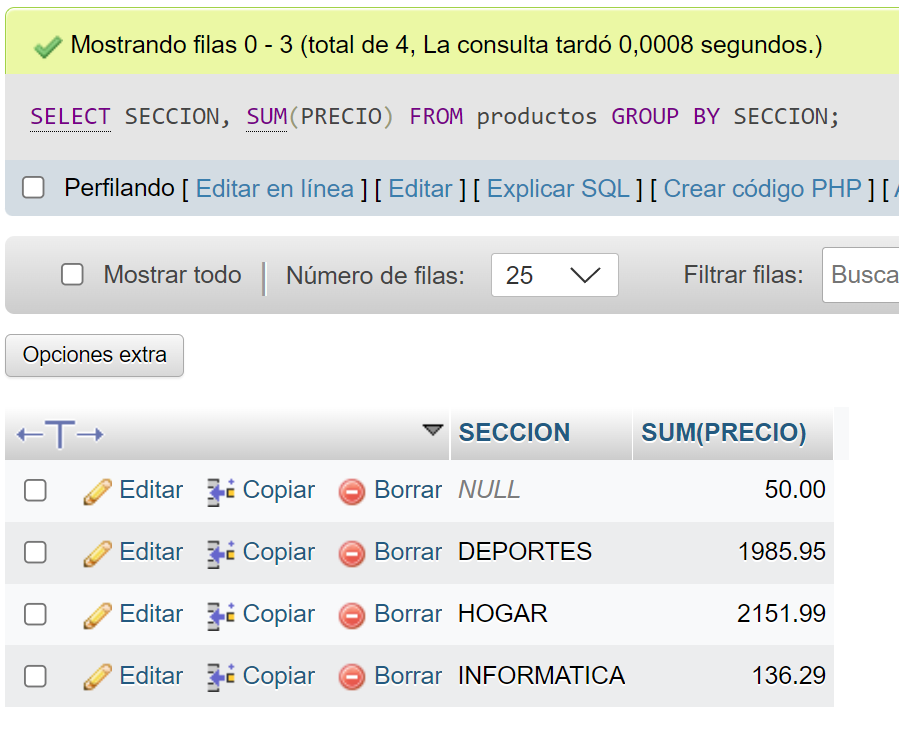 Mostrando filas 0 - 3 (total de 4, La consulta tardó 0,0008 segundos.)
SELECT SECCION, SUM(PRECIO) FROM productos GROUP BY SECCION;
Perfilando [ Editar en línea ] [ Editar ] [ Explicar SQL ] [ Crear código PHP ] [
Mostrar todo Número de filas: 25 Filtrar filas: Busca
Opciones extra
SECCION SUM(PRECIO)
Editar Copiar Borrar NULL 50.00
Editar Copiar Borrar DEPORTES 1985.95
Editar Copiar Borrar HOGAR 2151.99
Editar Copiar Borrar INFORMATICA 136.29